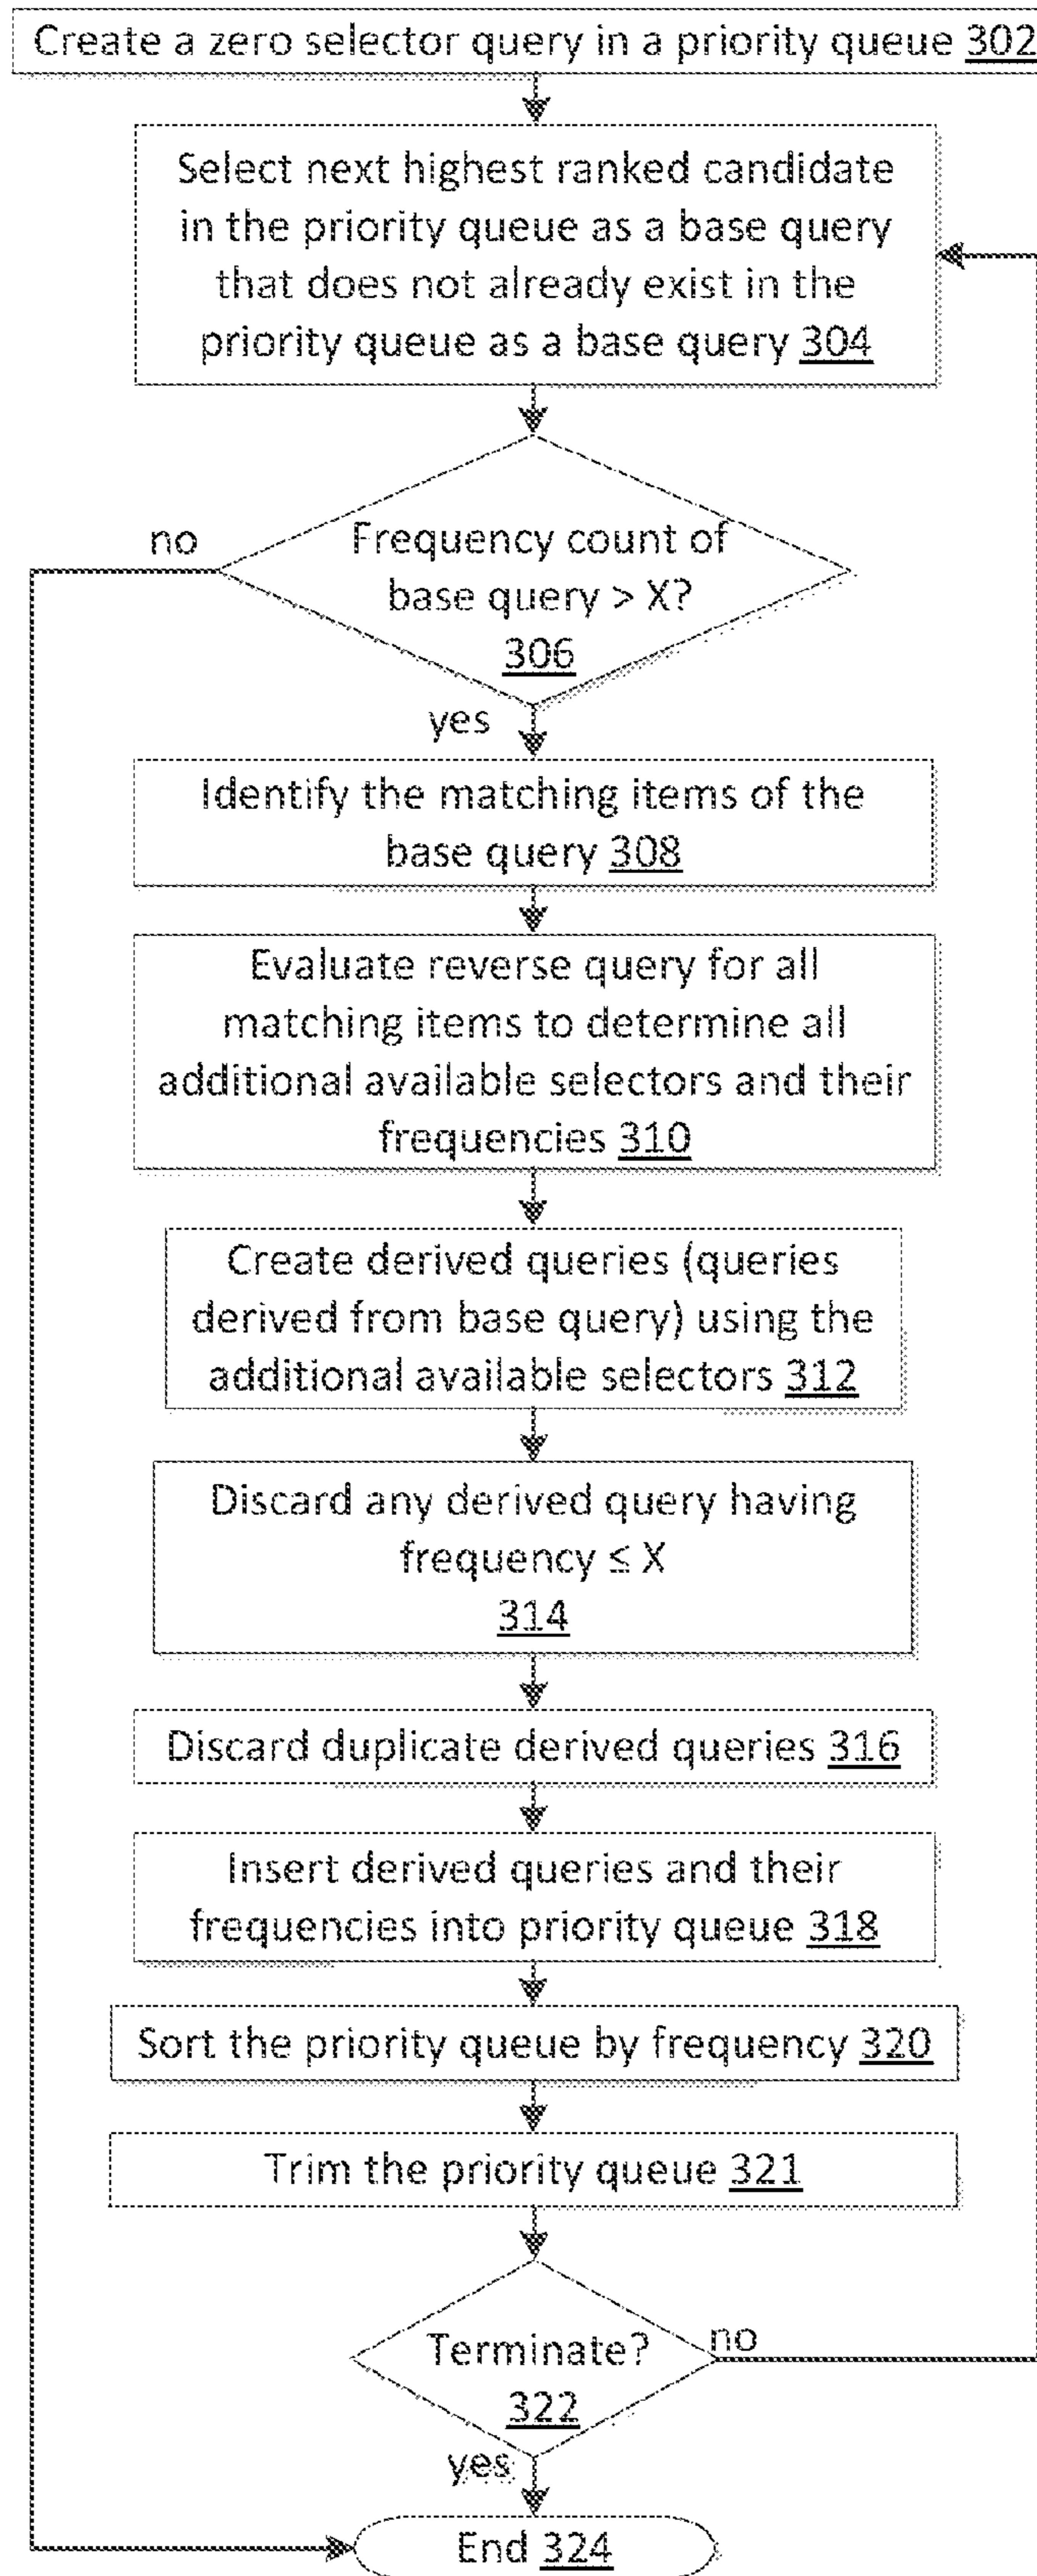 Create a zero selector query in a priority queue 302
Select next highest ranked candidate
in the priority queue as a base query
that does not already exist in the
priority queue as a base query 304
no
Frequency count of
base query > X?
306
yes
Identify the matching items of the
base query 308
Evaluate reverse query for all
matching items to determine all
additional available selectors and their
frequencies 310
Create derived queries (queries
derived from base query) using the
additional available selectors 312
Discard any derived query having
frequency ≤ X
314
Discard duplicate derived queries 316
Insert derived queries and their
frequencies into priority queue 318
Sort the priority queue by frequency 320
Trim the priority queue 321
Terminate?
no
322
yes
End 324